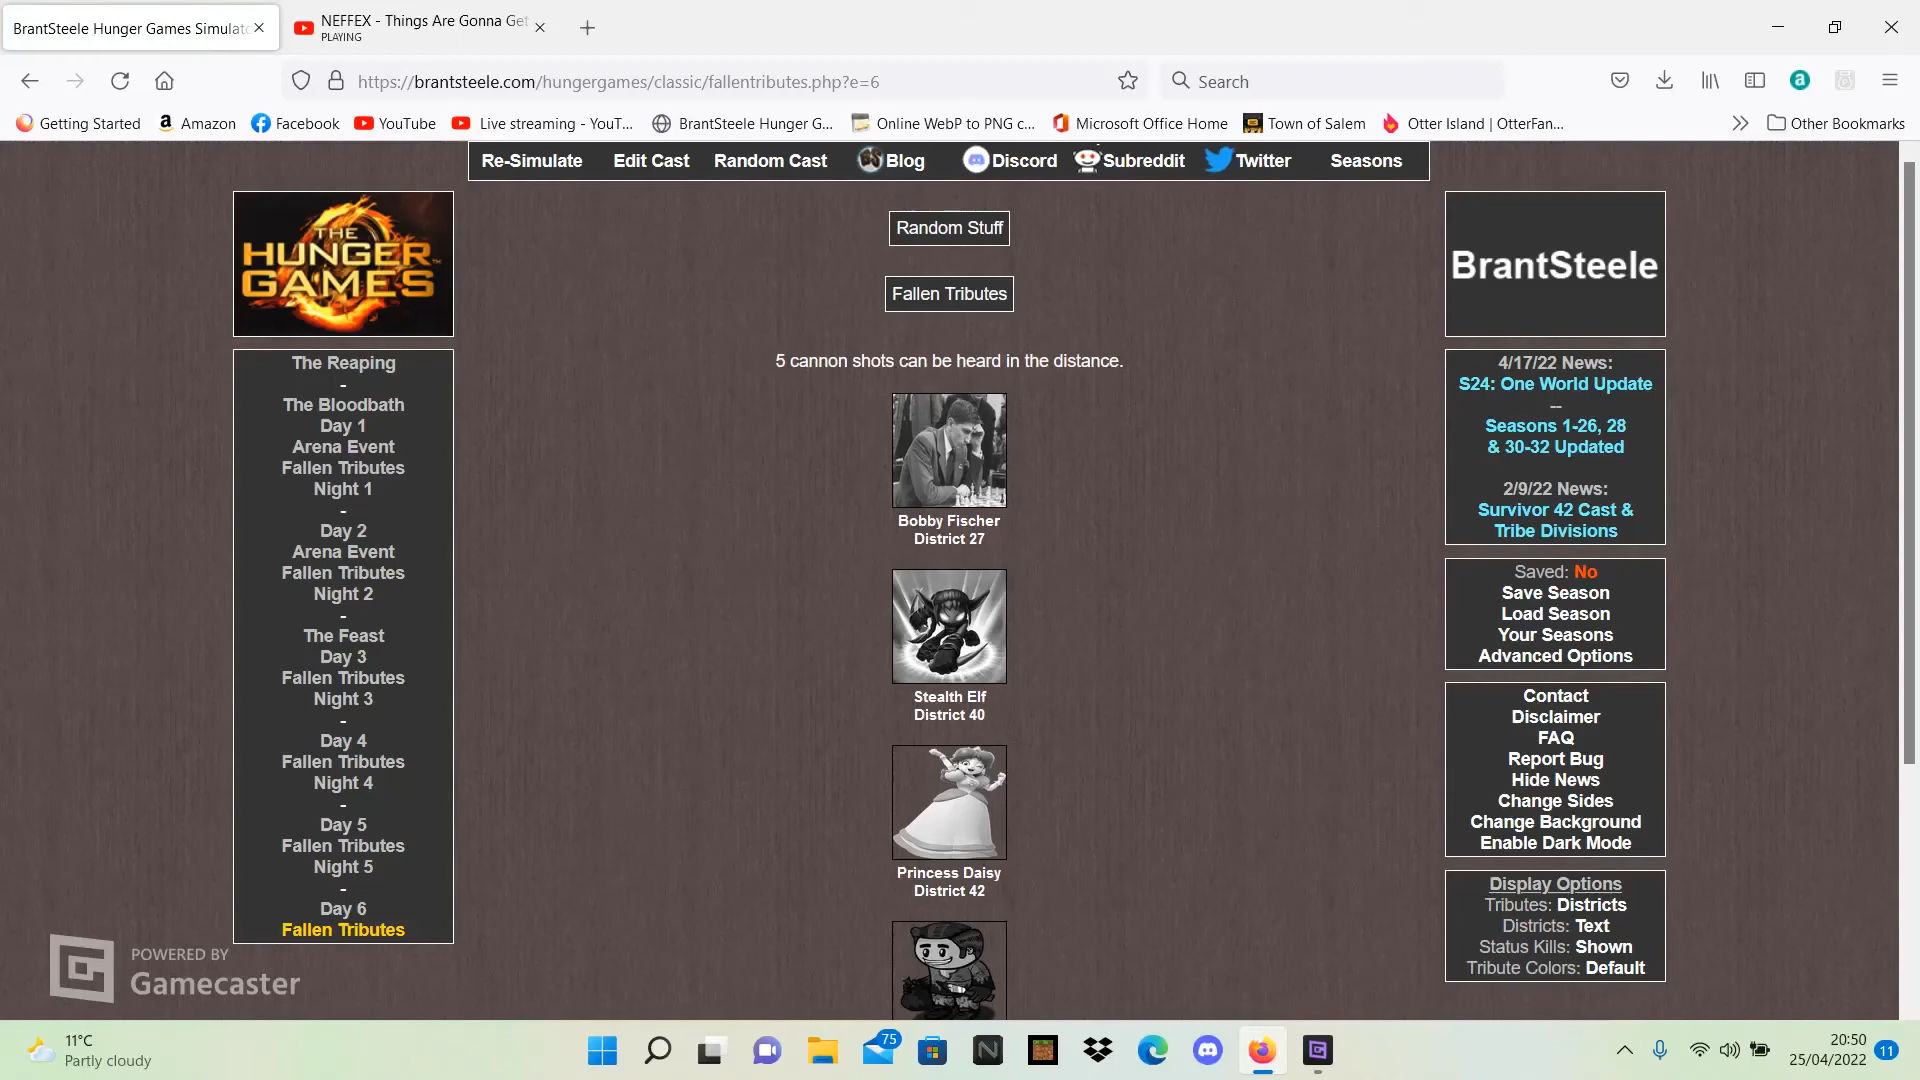 BrantSteele Hunger Games Simulato
NEFFEX - Things Are Gonna Get
PLAYING
https://brantsteele.com/hungergames/classic/fallentributes.php?e=6
Search
Getting Started
Amazon
Facebook
YouTube
Live streaming - YouT...
BrantSteele Hunger G...
Online WebP to PNG c...
Microsoft Office Home
Town of Salem
Otter Island | OtterFan...
Other Bookmarks
Re-Simulate
Edit Cast
Random Cast
Blog
Discord
Subreddit
Twitter
Seasons
THE
HUNGER
GAMES
The Reaping
-
The Bloodbath
Day 1
Arena Event
Fallen Tributes
Night 1
-
Day 2
Arena Event
Fallen Tributes
Night 2
-
The Feast
Day 3
Fallen Tributes
Night 3
-
Day 4
Fallen Tributes
Night 4
-
Day 5
Fallen Tributes
Night 5
-
Day 6
Fallen Tributes
Random Stuff
Fallen Tributes
5 cannon shots can be heard in the distance.
Bobby Fischer
District 27
Stealth Elf
District 40
Princess Daisy
District 42
BrantSteele
4/17/22 News:
S24: One World Update
--
Seasons 1-26, 28
& 30-32 Updated
2/9/22 News:
Survivor 42 Cast &
Tribe Divisions
Saved: No
Save Season
Load Season
Your Seasons
Advanced Options
Contact
Disclaimer
FAQ
Report Bug
Hide News
Change Sides
Change Background
Enable Dark Mode
Display Options
Tributes: Districts
Districts: Text
Status Kills: Shown
Tribute Colors: Default
POWERED BY
Gamecaster
11°C
Partly cloudy
75
20:50
25/04/2022
11